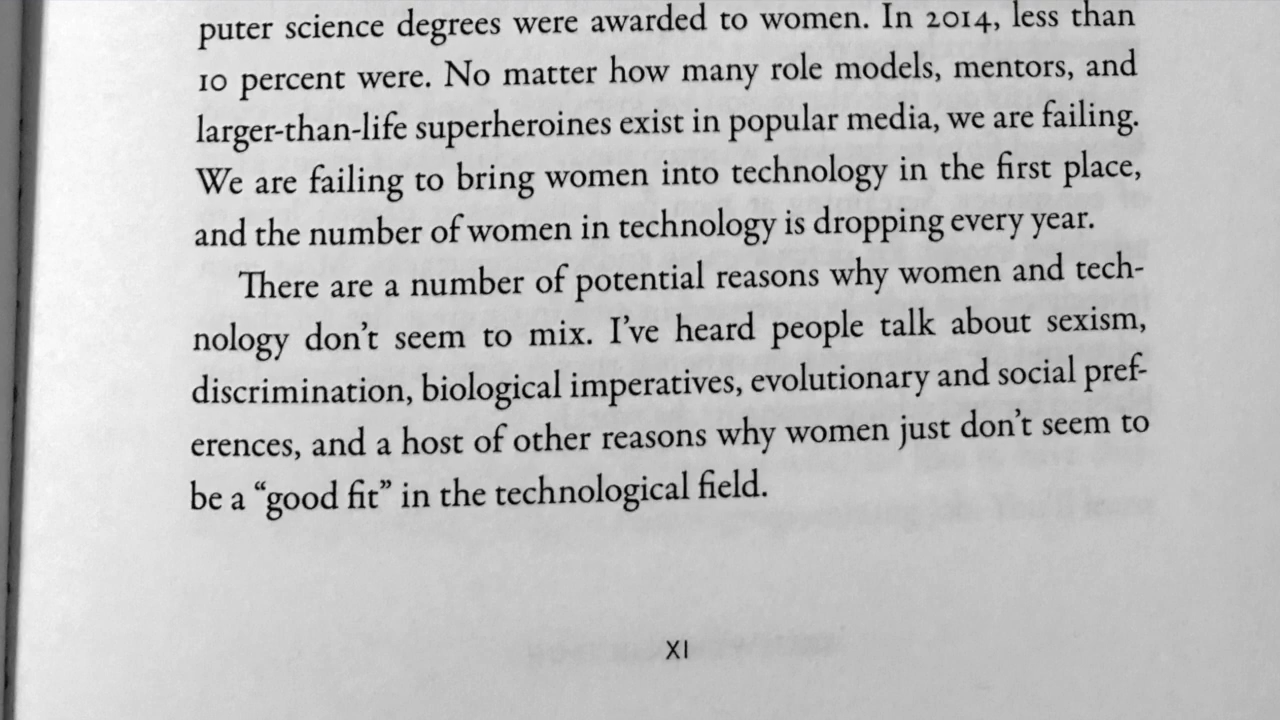 puter science degrees were awarded to women. In 2014, less than
10 percent were. No matter how many role models, mentors, and
larger-than-life superheroines exist in popular media, we are failing.
We are failing to bring women into technology in the first place,
and the number of women in technology is dropping every year.
There are a number of potential reasons why women and tech-
nology don’t seem to mix. I’ve heard people talk about sexism,
discrimination, biological imperatives, evolutionary and social pref-
erences, and a host of other reasons why women just don’t seem to
be a “good fit” in the technological field.
XI